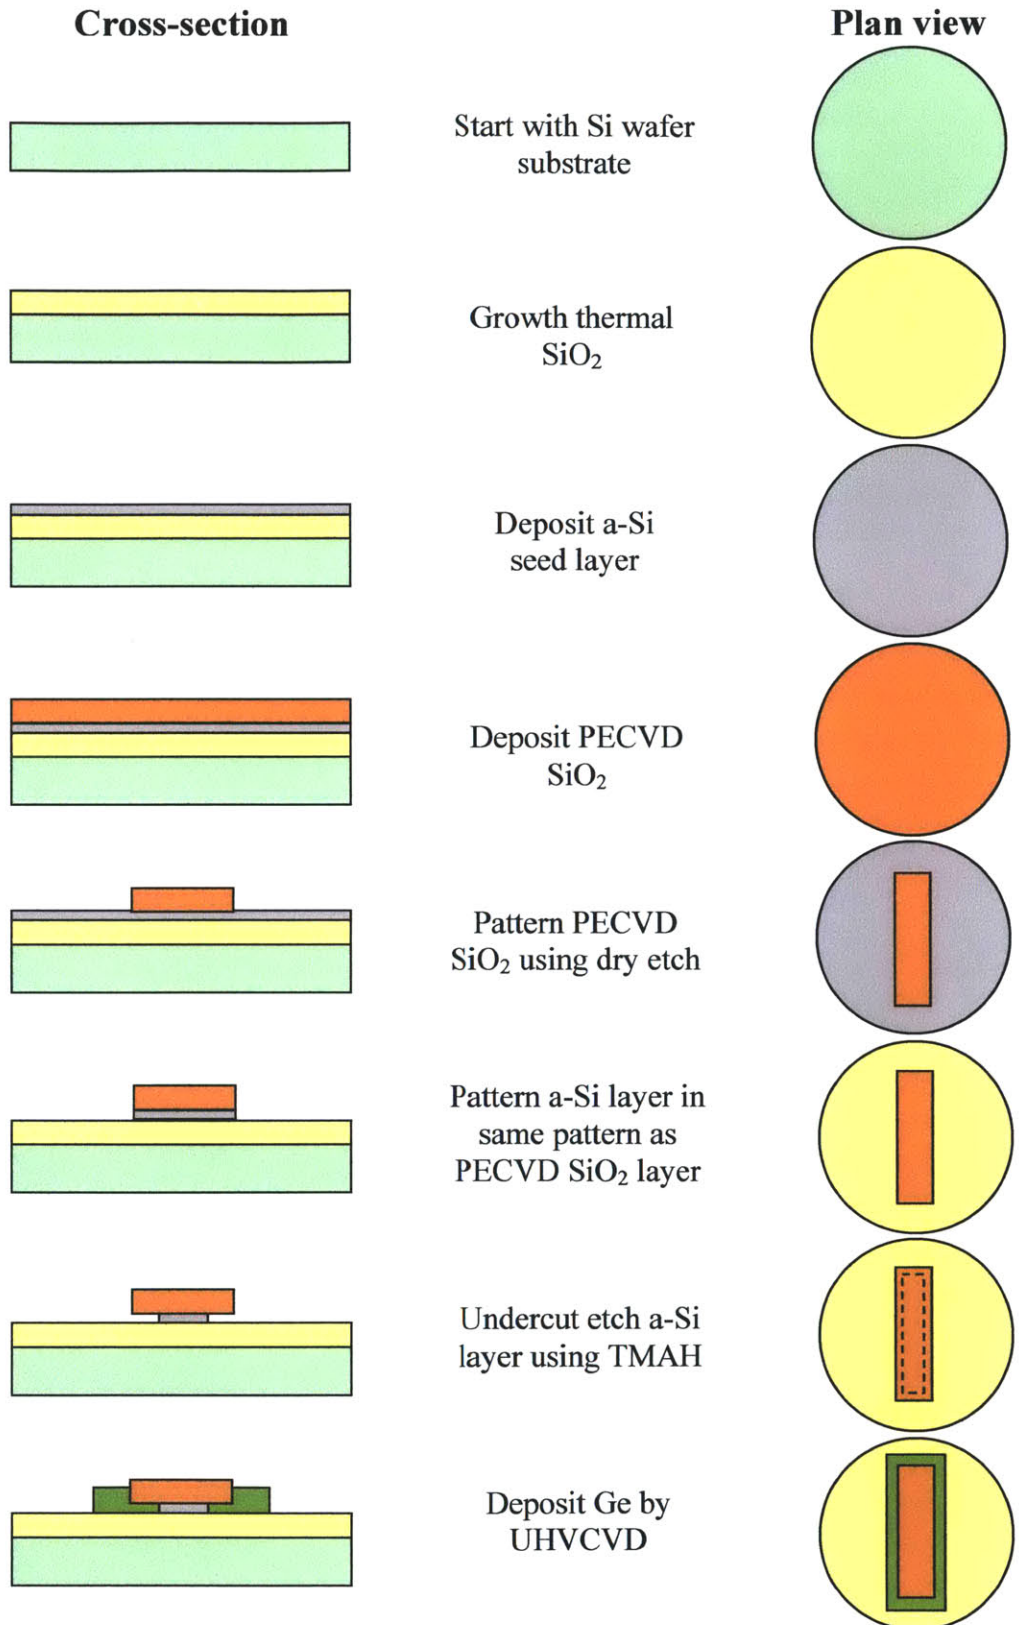 Cross-section
Plan view
Start with Si wafer
substrate
Growth thermal
SiO₂
Deposit a-Si
seed layer
Deposit PECVD
SiO₂
Pattern PECVD
SiO₂ using dry etch
Pattern a-Si layer in
same pattern as
PECVD SiO₂ layer
Undercut etch a-Si
layer using TMAH
Deposit Ge by
UHVCVD